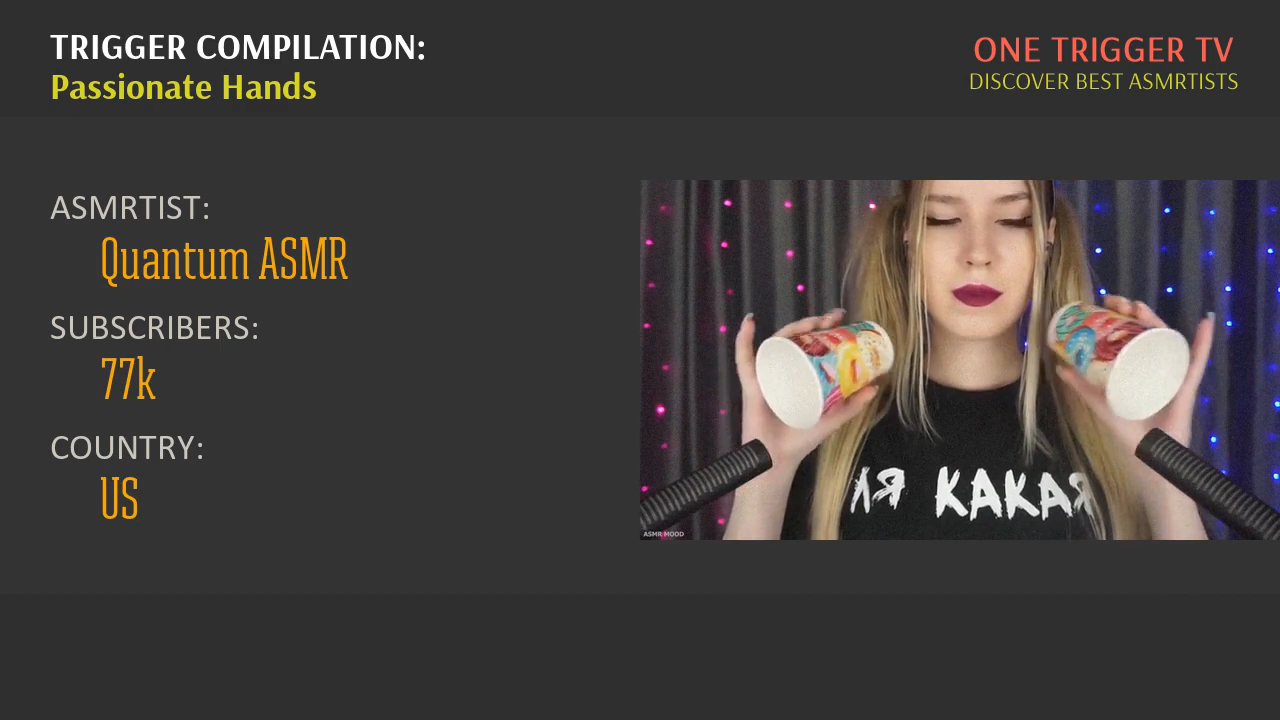 TRIGGER COMPILATION:
Passionate Hands
ONE TRIGGER TV
DISCOVER BEST ASMRTISTS
ASMRTIST:
Quantum ASMR
SUBSCRIBERS:
77k
COUNTRY:
US
ЛЯ КАКАЯ
ASMR MOOD